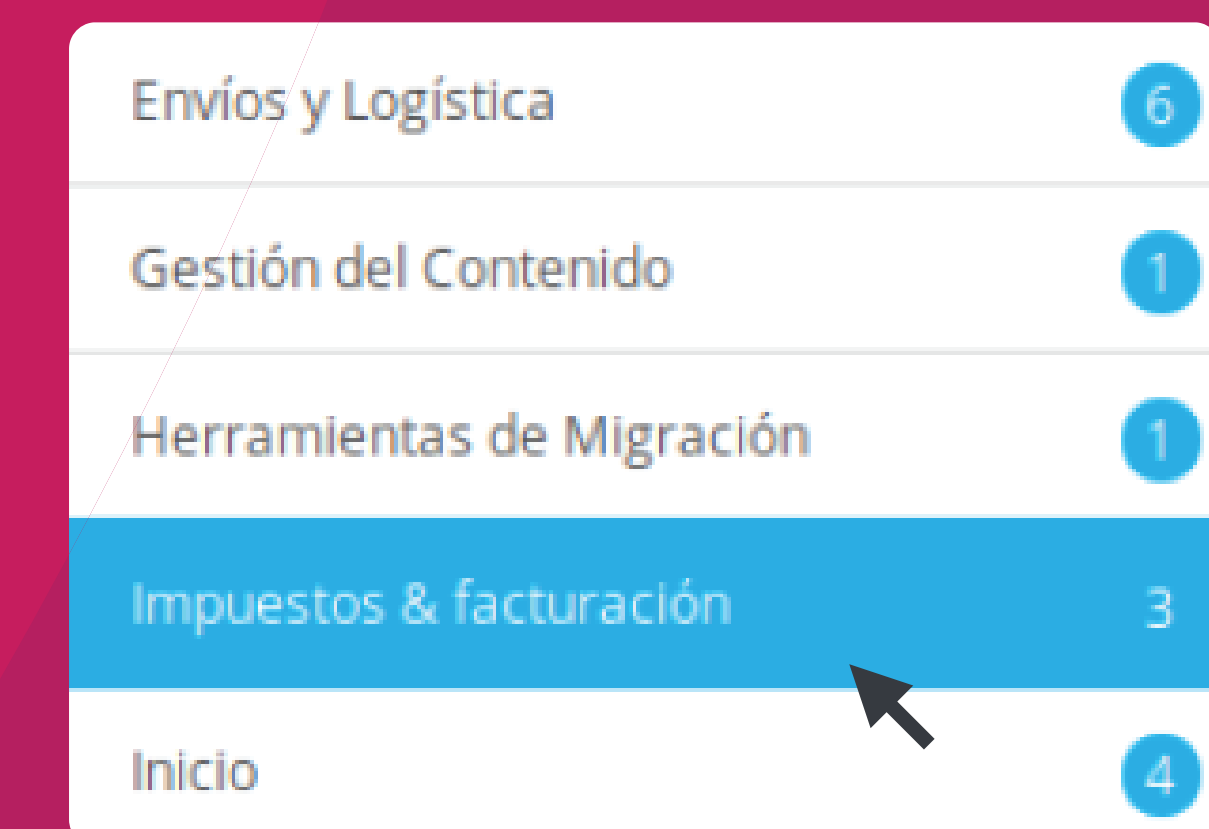 Envíos y Logística 6
Gestión del Contenido 1
Herramientas de Migración 1
Impuestos & facturación 3
Inicio 4